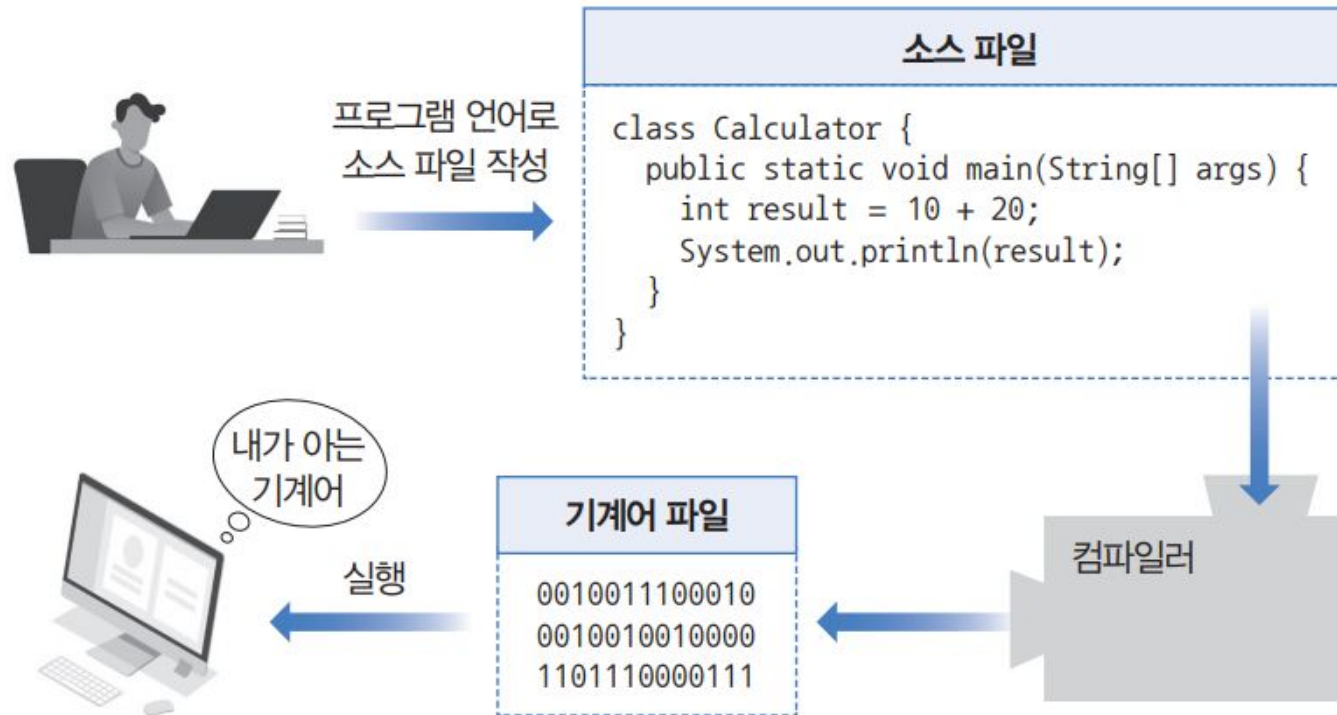 프로그램 언어로
소스 파일 작성
소스 파일
class Calculator {
  public static void main(String[] args) {
    int result = 10 + 20;
    System.out.println(result);
  }
}
컴파일러
기계어 파일
0010011100010
0010010010000
1101110000111
실행
내가 아는
기계어